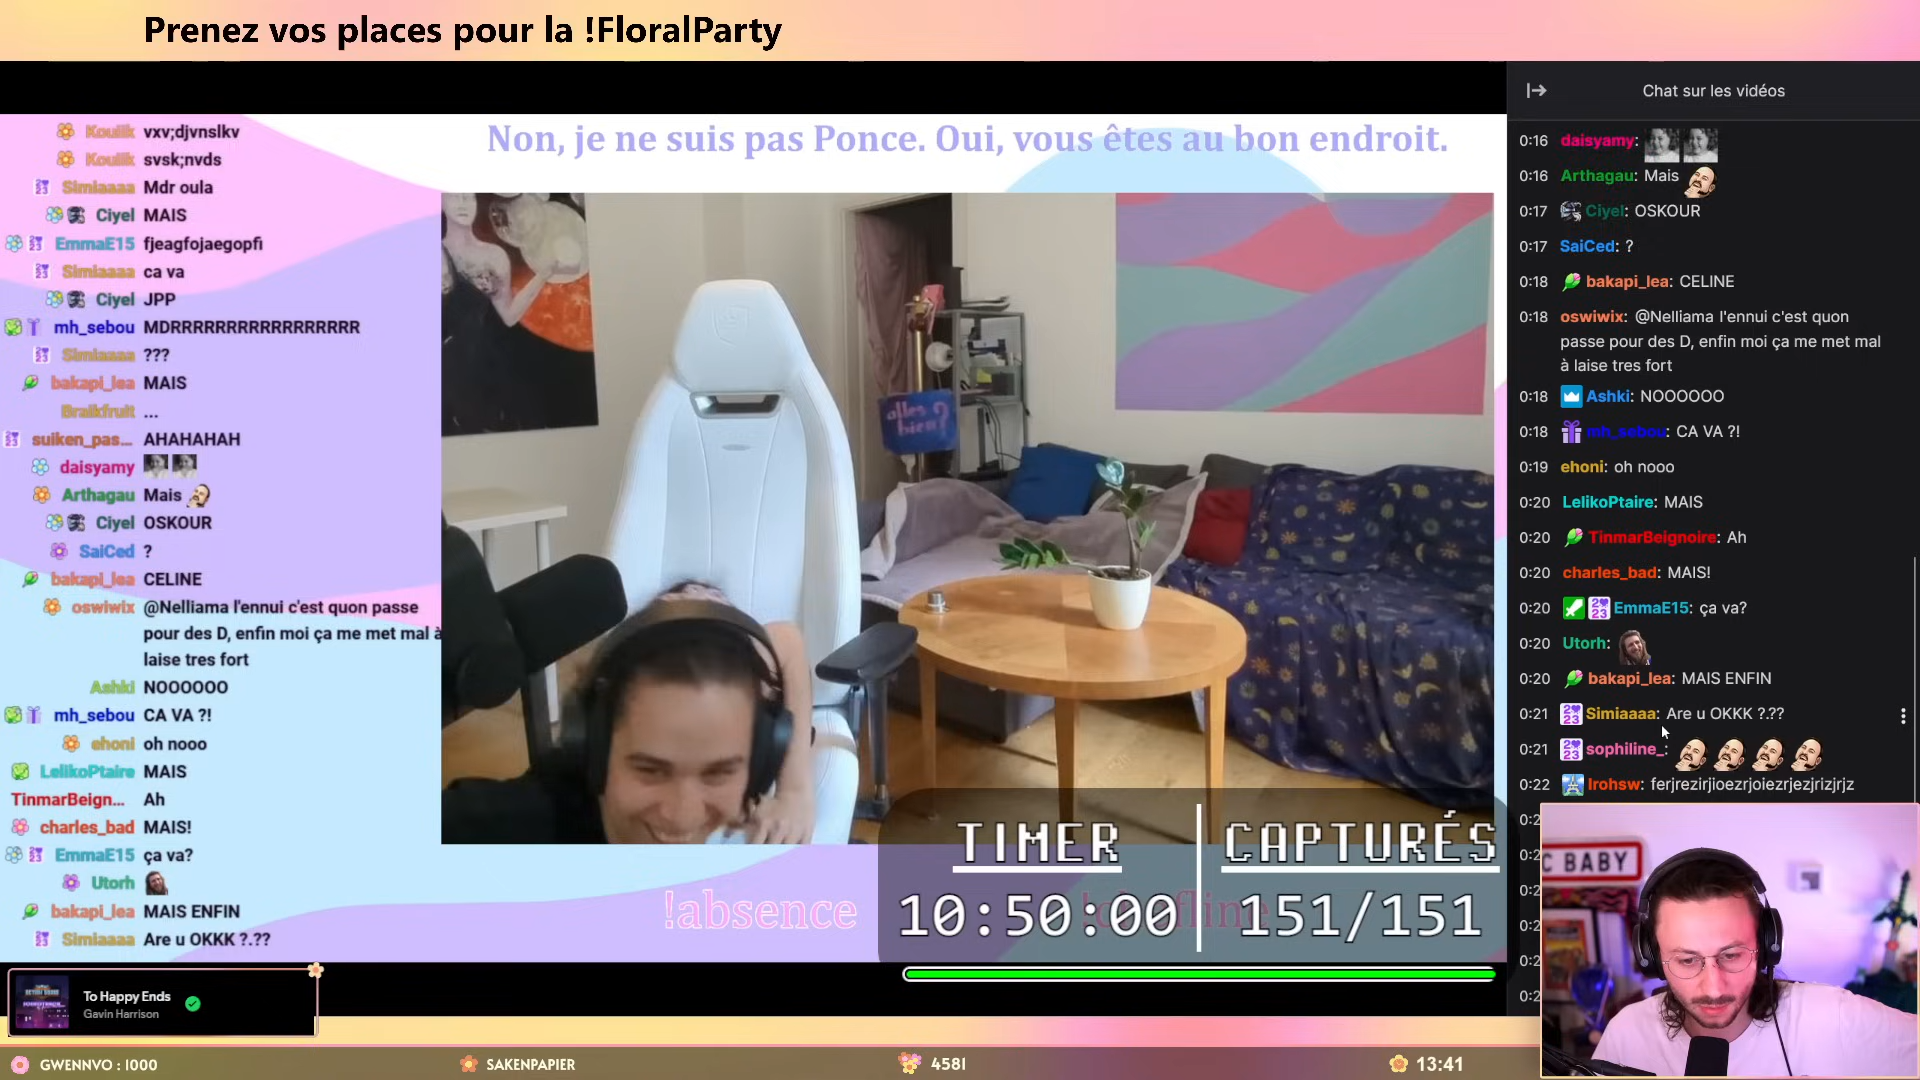 Prenez vos places pour la !FloralParty
Non, je ne suis pas Ponce. Oui, vous êtes au bon endroit.
Koulik vxv;djvnslkv
Koulik svsk;nvds
Simiaaaa Mdr oula
Ciyel MAIS
EmmaE15 fjeagfojaegopfi
Simiaaaa ca va
Ciyel JPP
mh_sebou MDRRRRRRRRRRRRRRRRR
Simiaaaa ???
bakapi_lea MAIS
Braikfruit ...
suiken_pas... AHAHAHAH
daisyamy
Arthagau Mais
Ciyel OSKOUR
SaiCed ?
bakapi_lea CELINE
oswiwix @Nelliama l'ennui c'est quon passe
pour des D, enfin moi ça me met mal à
laise tres fort
Ashki NOOOOOO
mh_sebou CA VA ?!
ehoni oh nooo
LelikoPtaire MAIS
TinmarBeign... Ah
charles_bad MAIS!
EmmaE15 ça va?
Utorh
bakapi_lea MAIS ENFIN
Simiaaaa Are u OKKK ?.??
alles
bien?
!absence
TIMER
10:50:00
CAPTURÉS
151/151
Chat sur les vidéos
0:16 daisyamy:
0:16 Arthagau: Mais
0:17 Ciyel: OSKOUR
0:17 SaiCed: ?
0:18 bakapi_lea: CELINE
0:18 oswiwix: @Nelliama l'ennui c'est quon
passe pour des D, enfin moi ça me met mal
à laise tres fort
0:18 Ashki: NOOOOOO
0:18 mh_sebou: CA VA ?!
0:19 ehoni: oh nooo
0:20 LelikoPtaire: MAIS
0:20 TinmarBeignoire: Ah
0:20 charles_bad: MAIS!
0:20 EmmaE15: ça va?
0:20 Utorh:
0:20 bakapi_lea: MAIS ENFIN
0:21 Simiaaaa: Are u OKKK ?.??
0:21 sophiline_:
0:22 Irohsw: ferjrezirjioezrjoiezrjezjrizjrjz
C BABY
To Happy Ends
Gavin Harrison
GWENNVO : 1000
SAKENPAPIER
4581
13:41